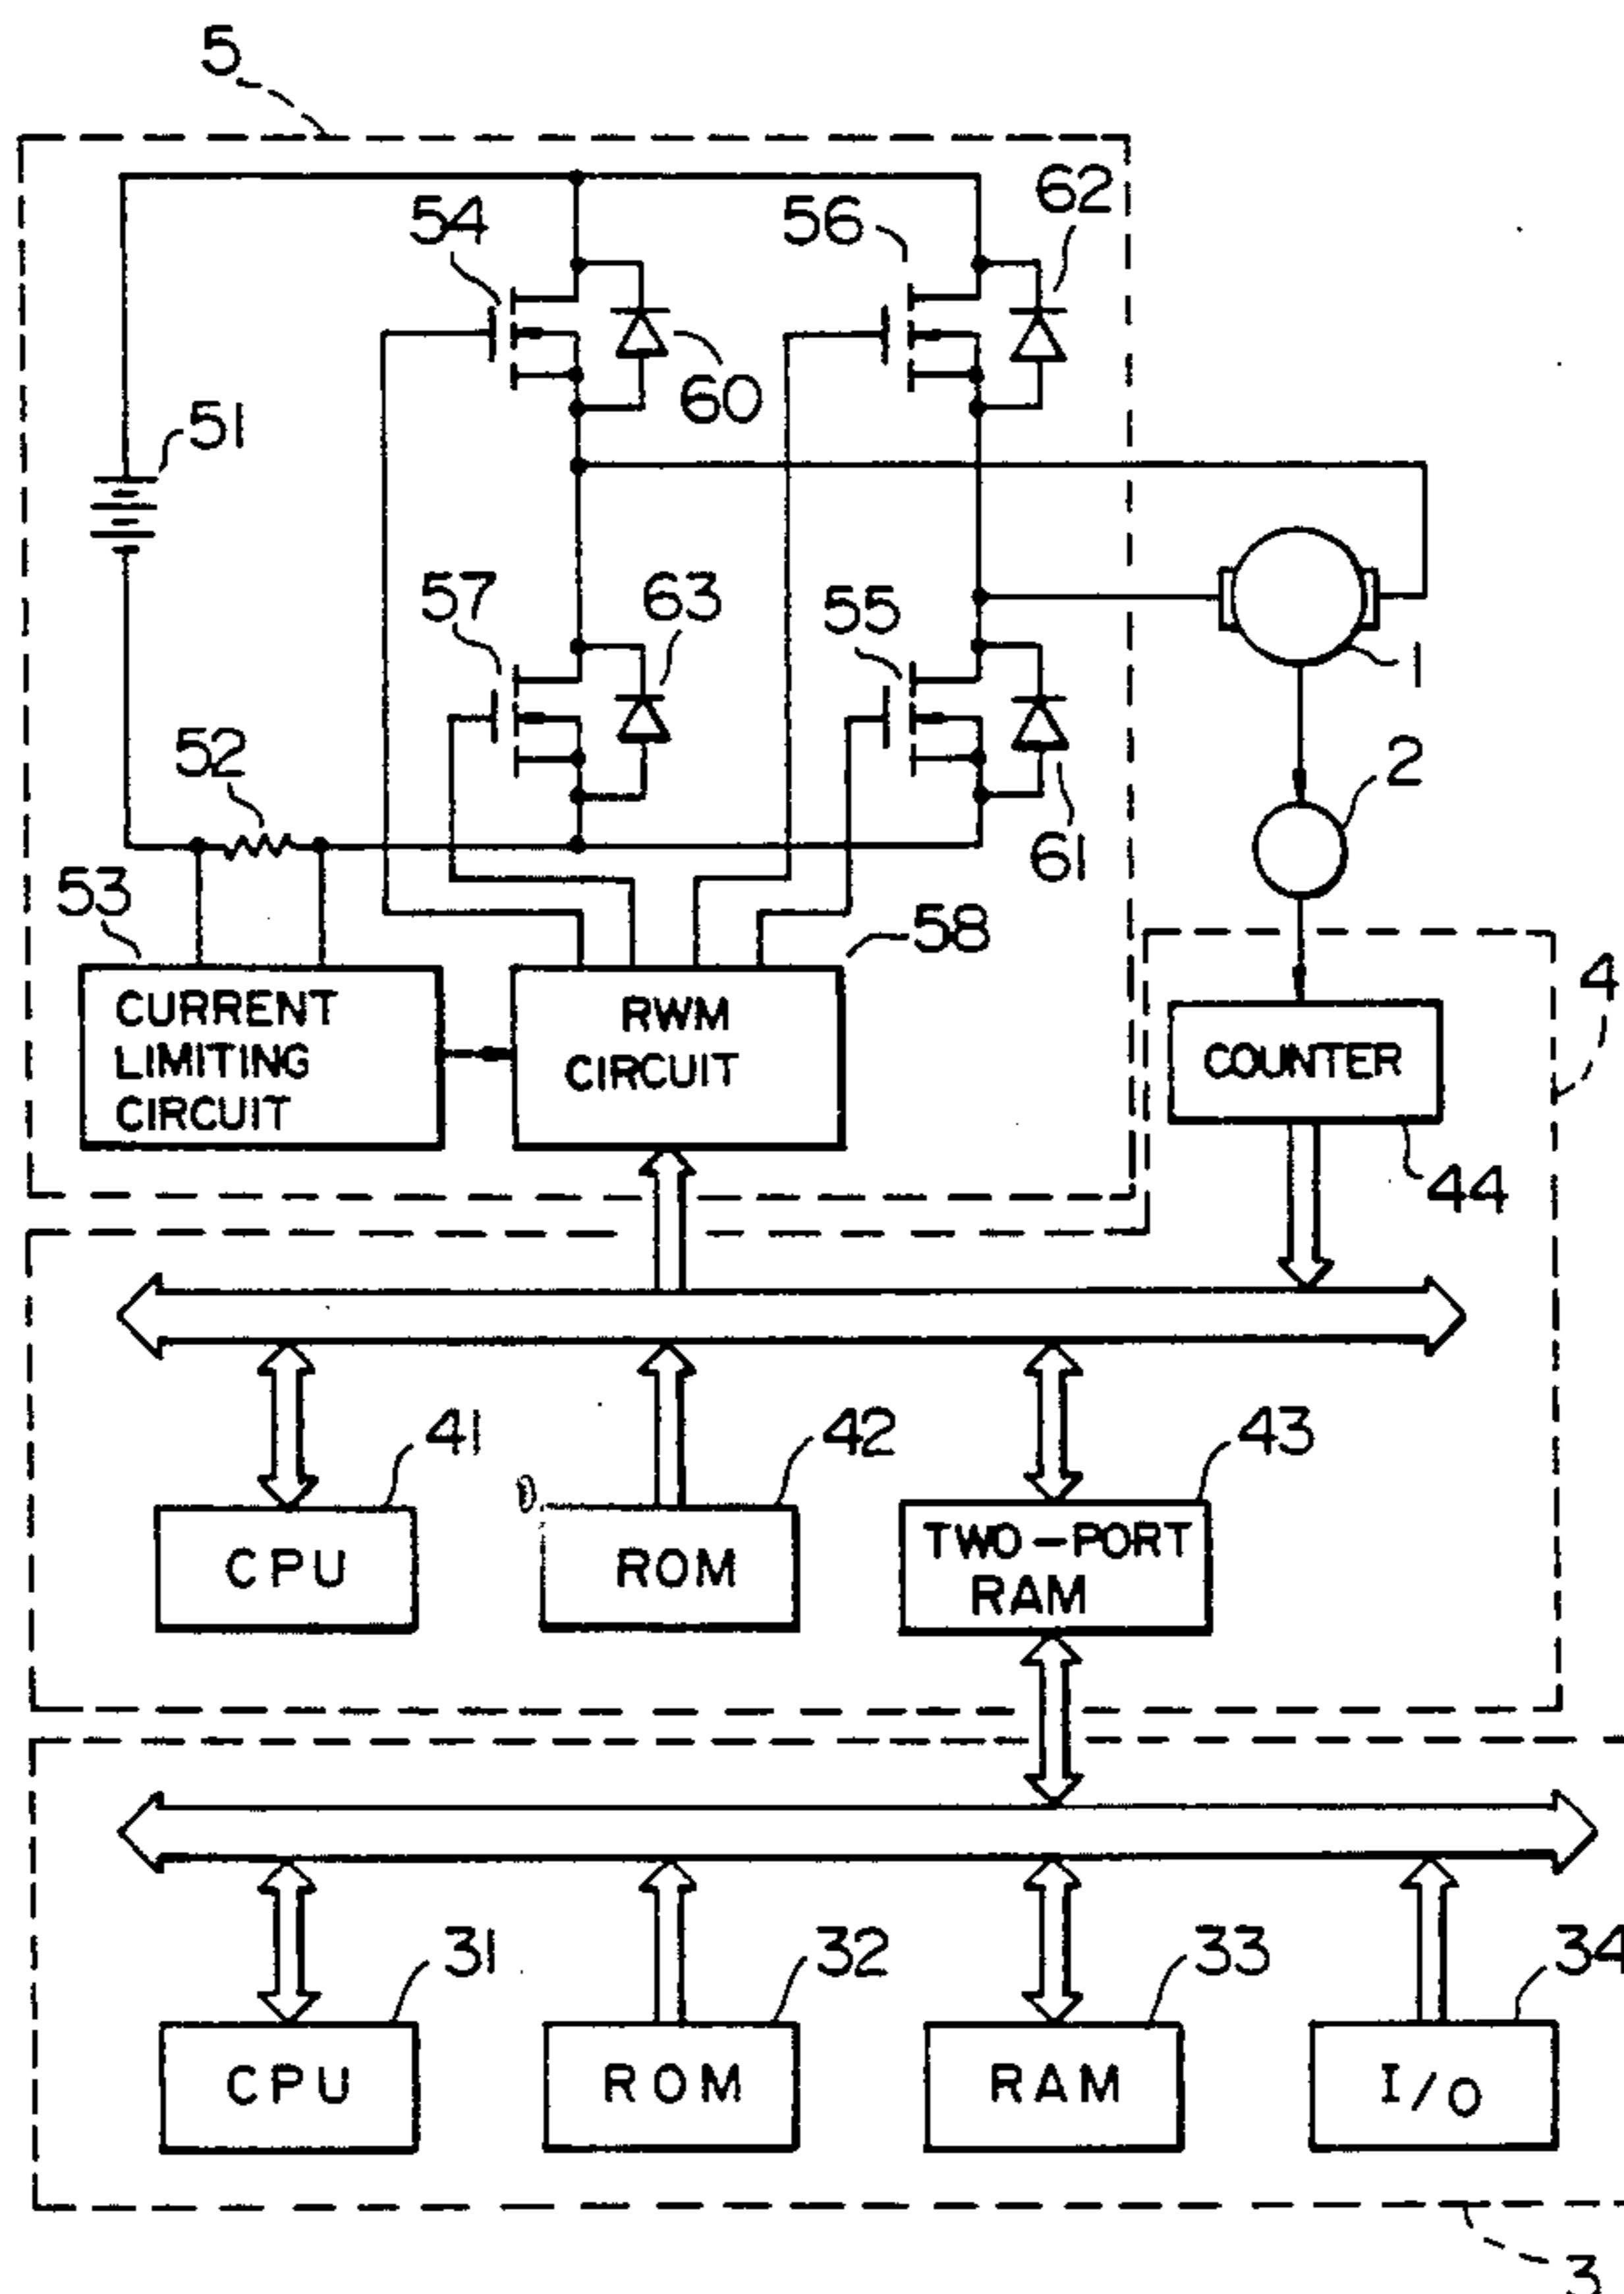 5
54
56
62
60
51
57
63
55
1
52
2
61
53
58
4
CURRENT
LIMITING
CIRCUIT
RWM
CIRCUIT
COUNTER
44
41
42
43
CPU
ROM
TWO-PORT
RAM
31
32
33
34
CPU
ROM
RAM
I/O
3